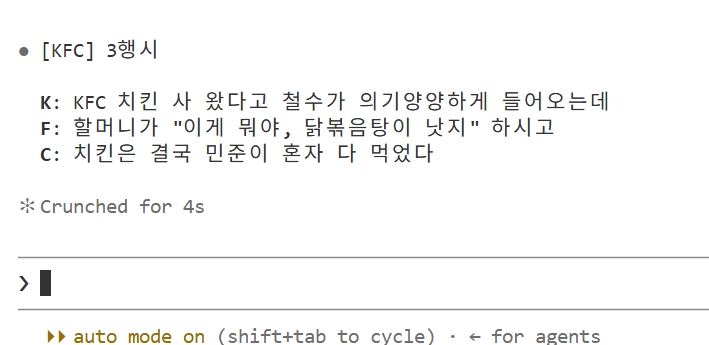 ● [KFC] 3행시
K: KFC 치킨 사 왔다고 철수가 의기양양하게 들어오는데
F: 할머니가 "이게 뭐야, 닭볶음탕이 낫지" 하시고
C: 치킨은 결국 민준이 혼자 다 먹었다
✻ Crunched for 4s
❯
⏵⏵ auto mode on (shift+tab to cycle) · ← for agents